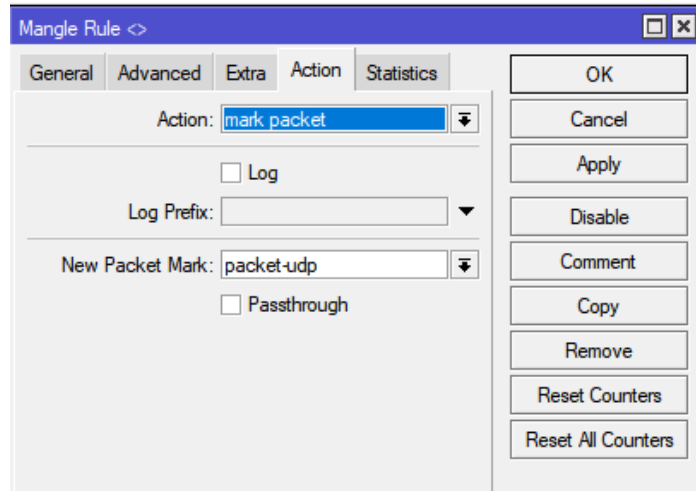 Mangle Rule <>
General Advanced Extra Action Statistics
Action: mark packet
Log
Log Prefix:
New Packet Mark: packet-udp
Passthrough
OK
Cancel
Apply
Disable
Comment
Copy
Remove
Reset Counters
Reset All Counters